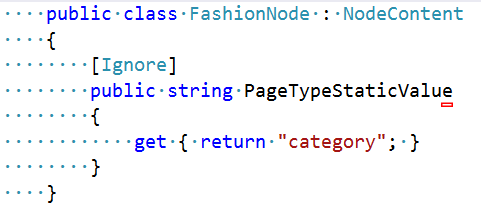 public class FashionNode : NodeContent
{
[Ignore]
public string PageTypeStaticValue
{
get { return "category"; }
}
}